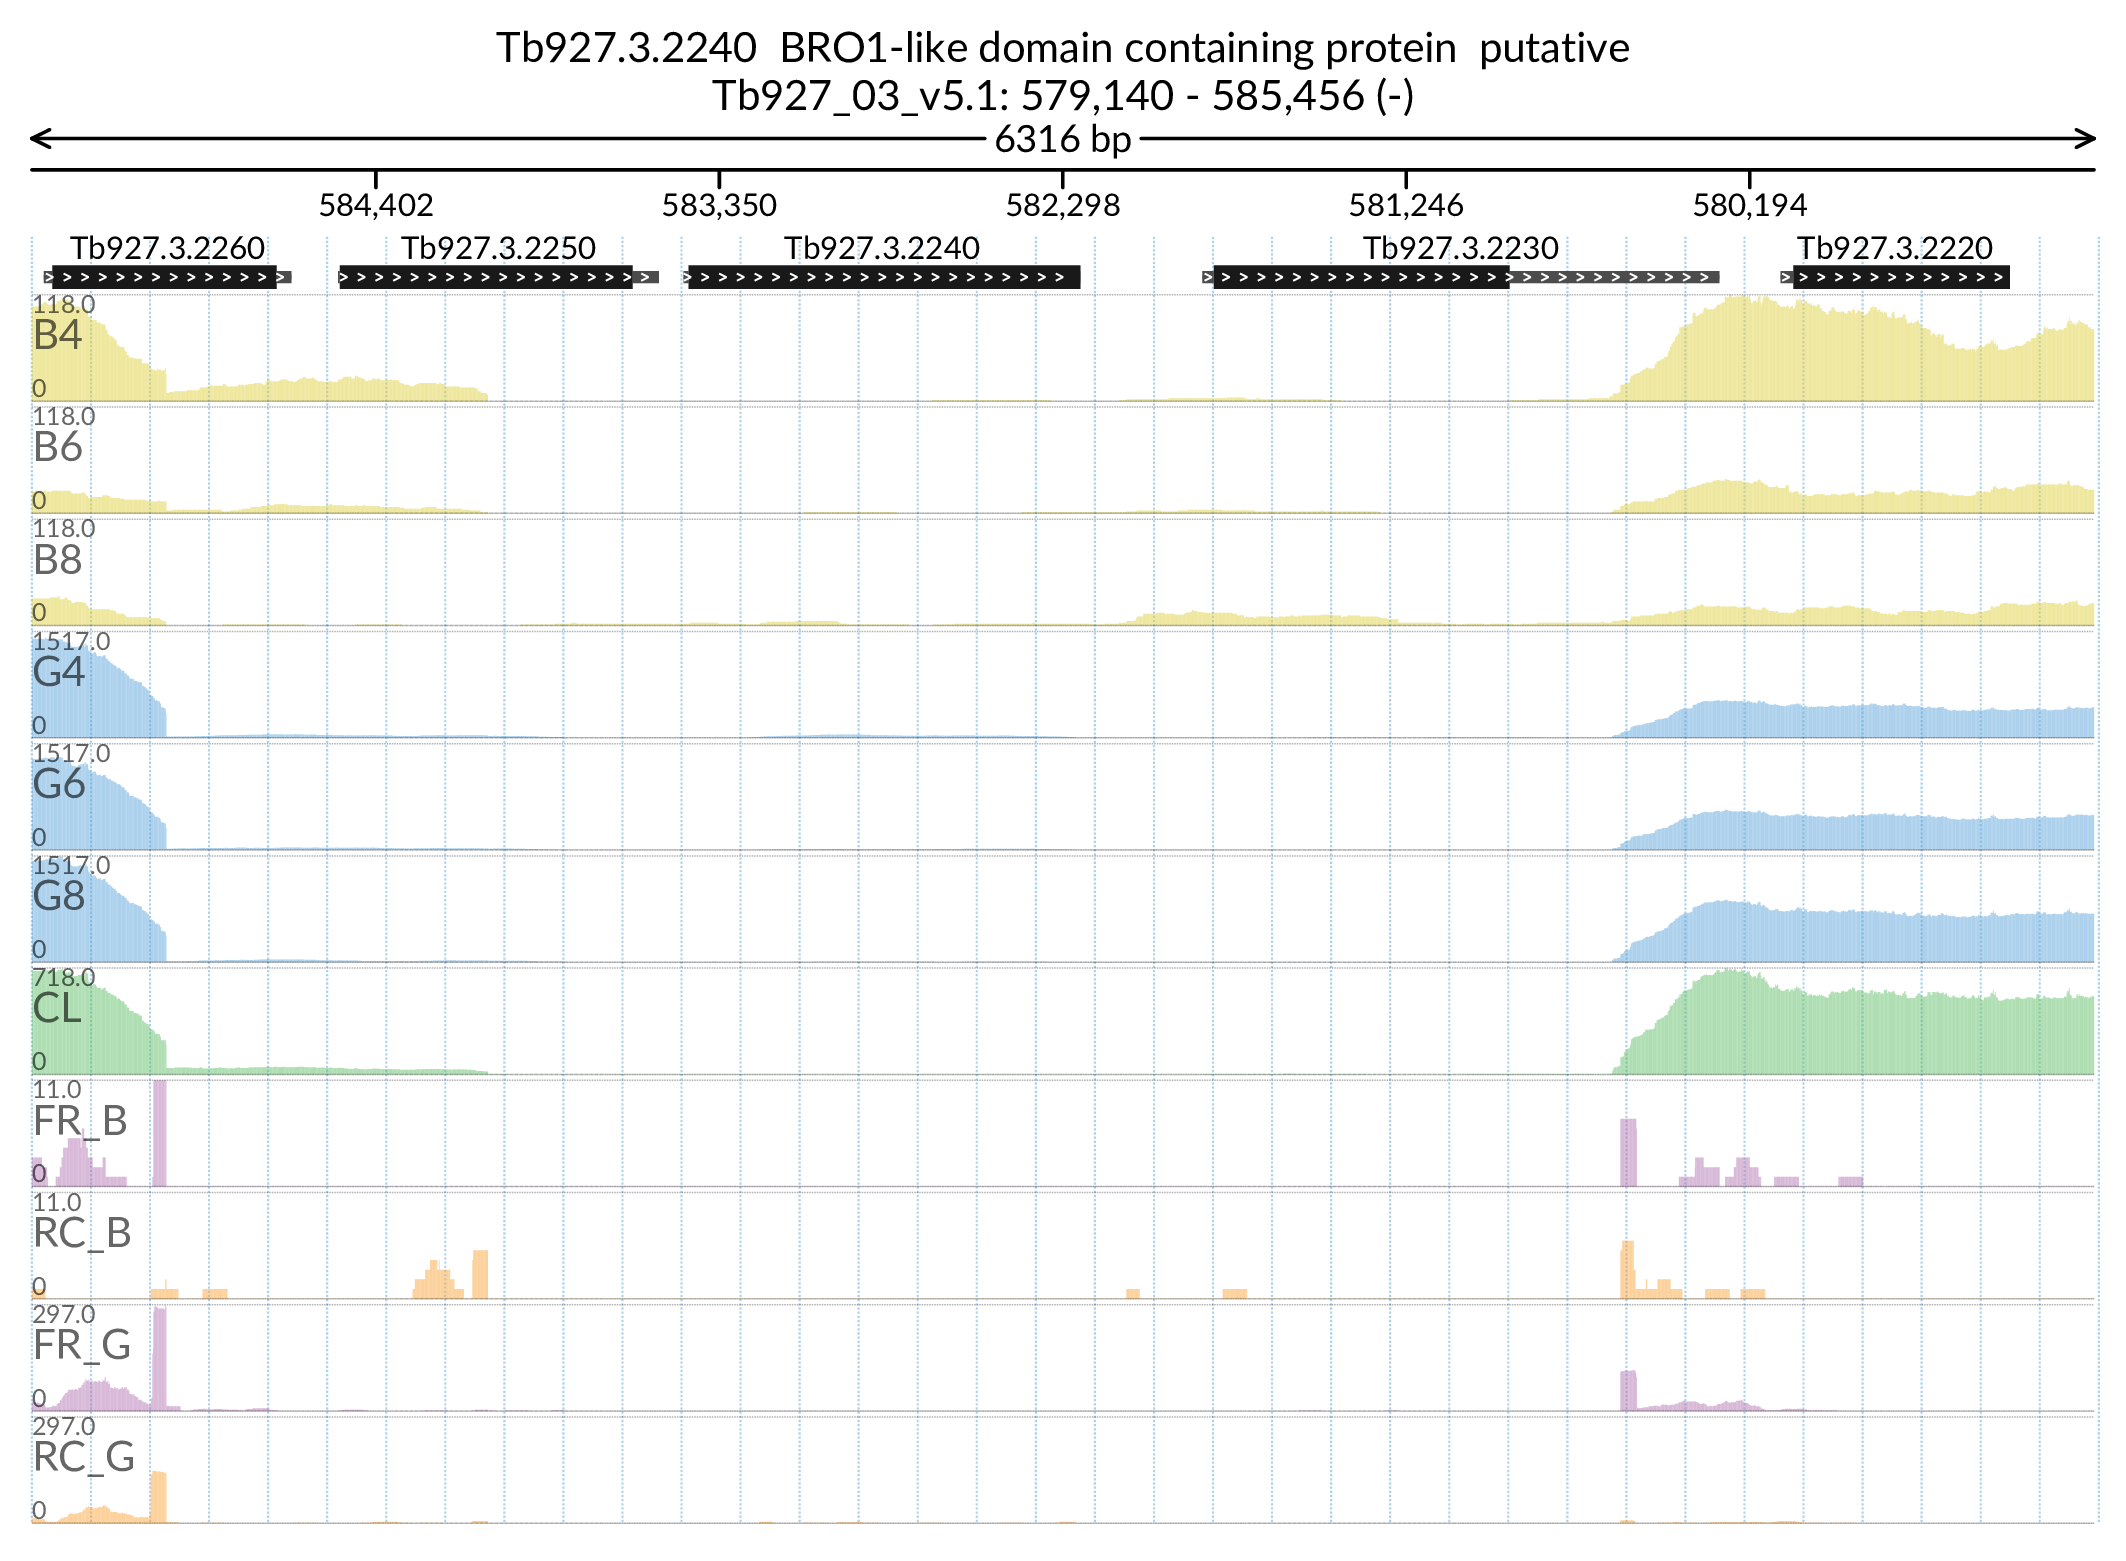 Tb927.3.2240  BRO1-like domain containing protein  putative
Tb927_03_v5.1: 579,140 - 585,456 (-)
6316 bp
584,402 583,350 582,298 581,246 580,194
Tb927.3.2260 Tb927.3.2250 Tb927.3.2240 Tb927.3.2230 Tb927.3.2220
118.0
B4
0
118.0
B6
0
118.0
B8
0
1517.0
G4
0
1517.0
G6
0
1517.0
G8
0
718.0
CL
0
11.0
FR_B
0
11.0
RC_B
0
297.0
FR_G
0
297.0
RC_G
0